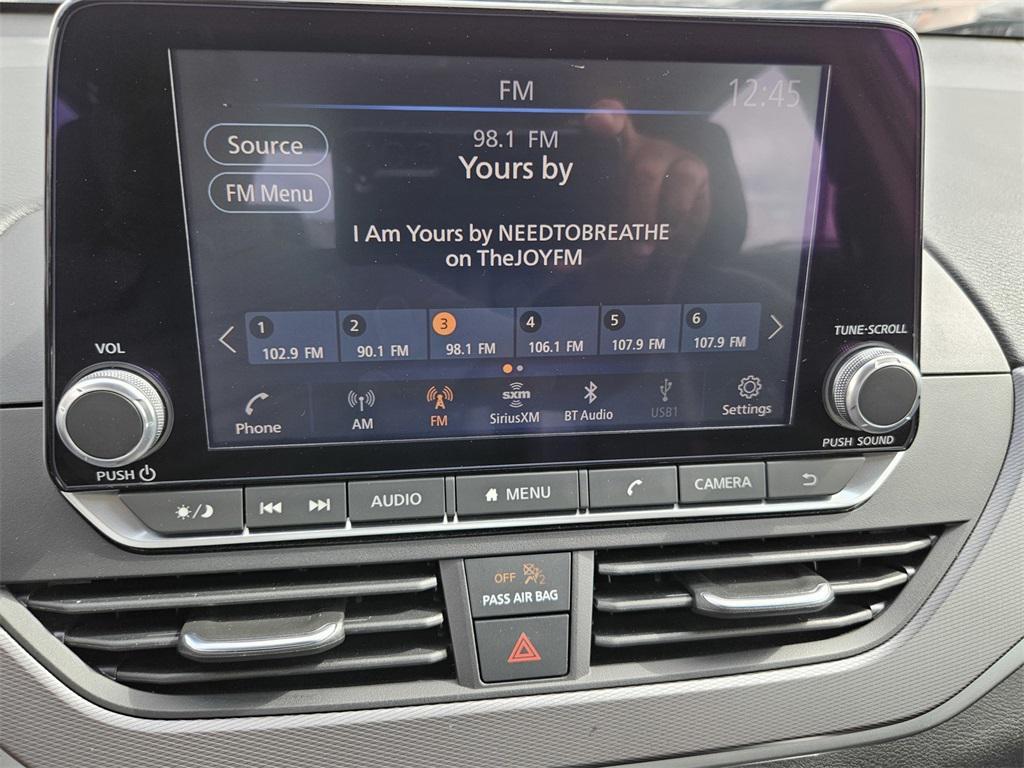 FM
12:45
Source
98.1 FM
Yours by
FM Menu
I Am Yours by NEEDTOBREATHE
on TheJOYFM
1
102.9 FM
2
90.1 FM
3
98.1 FM
4
106.1 FM
5
107.9 FM
6
107.9 FM
VOL
TUNE·SCROLL
Phone
AM
FM
sxm
SiriusXM
BT Audio
USB1
Settings
PUSH
PUSH SOUND
AUDIO
MENU
CAMERA
OFF 2
PASS AIR BAG